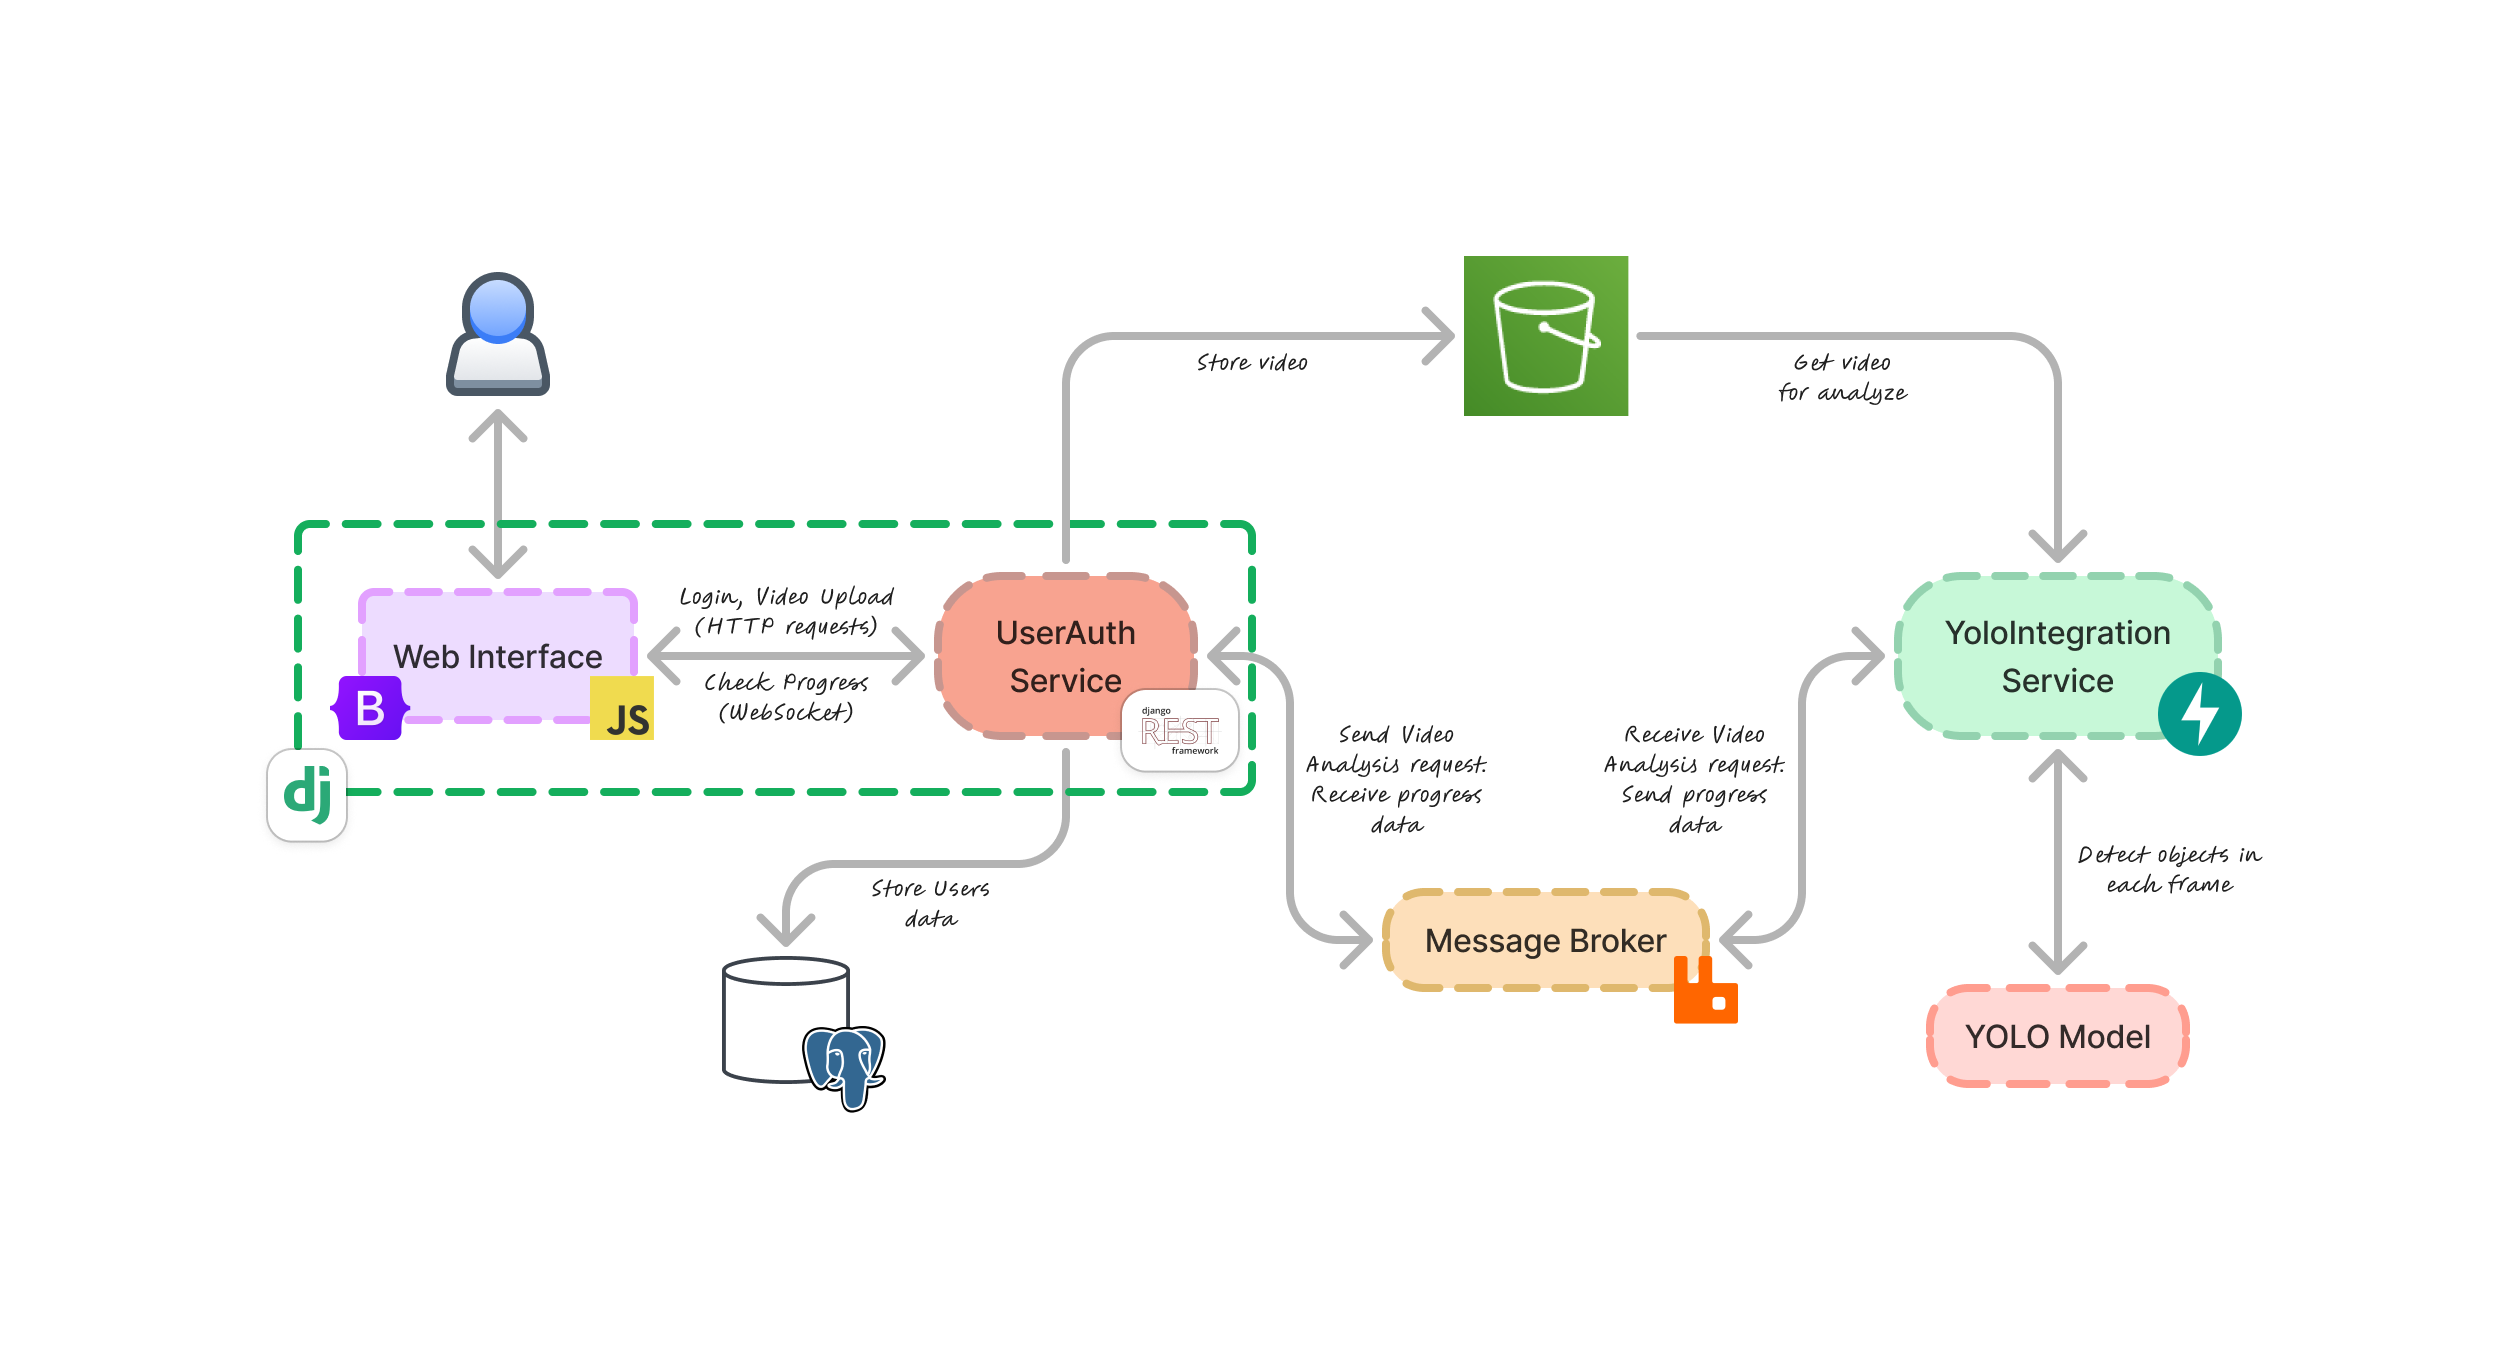 Store video
Get video
for analyze
Login, Video Upload
(HTTP request)
Check Progress
(WebSocket)
Web Interface
B
JS
dj
UserAuth
Service
django
REST
framework
YoloIntegration
Service
Send Video
Analysis request.
Receive progress
data
Receive Video
Analysis request.
Send progress
data
Detect objects in
each frame
Store Users
data
Message Broker
YOLO Model